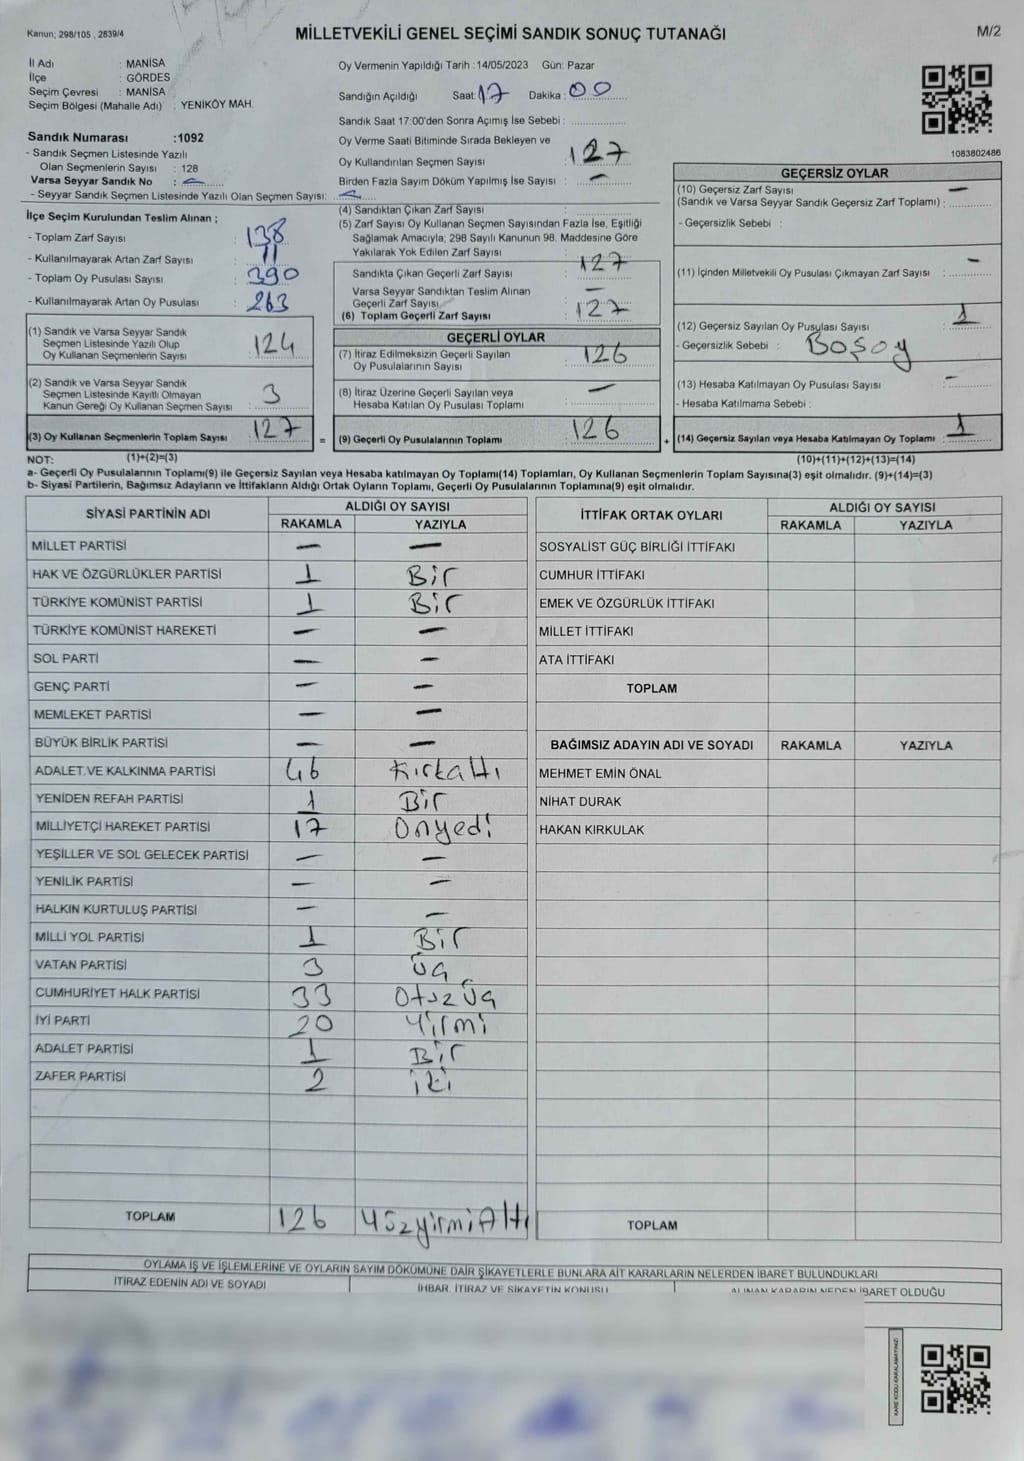 Kanun; 298/105 , 2839/4
MİLLETVEKİLİ GENEL SEÇİMİ SANDIK SONUÇ TUTANAĞI
M/2
İl Adı : MANİSA
İlçe : GÖRDES
Seçim Çevresi : MANİSA
Seçim Bölgesi (Mahalle Adı) : YENİKÖY MAH.
Sandık Numarası :1092
- Sandık Seçmen Listesinde Yazılı
Olan Seçmenlerin Sayısı : 128
Varsa Seyyar Sandık No :
- Seyyar Sandık Seçmen Listesinde Yazılı Olan Seçmen Sayısı:
Oy Vermenin Yapıldığı Tarih :14/05/2023 Gün: Pazar
Sandığın Açıldığı Saat: 17 Dakika : 00
Sandık Saat 17:00'den Sonra Açımış İse Sebebi :
Oy Verme Saati Bitiminde Sırada Bekleyen ve
Oy Kullandırılan Seçmen Sayısı : 127
Birden Fazla Sayım Döküm Yapılmış İse Sayısı : —
1083802486
İlçe Seçim Kurulundan Teslim Alınan ;
- Toplam Zarf Sayısı : 138
- Kullanılmayarak Artan Zarf Sayısı : 11
- Toplam Oy Pusulası Sayısı : 390
- Kullanılmayarak Artan Oy Pusulası : 263
(1) Sandık ve Varsa Seyyar Sandık
Seçmen Listesinde Yazılı Olup
Oy Kullanan Seçmenlerin Sayısı : 124
(2) Sandık ve Varsa Seyyar Sandık
Seçmen Listesinde Kayıtlı Olmayan
Kanun Gereği Oy Kullanan Seçmen Sayısı : 3
(3) Oy Kullanan Seçmenlerin Toplam Sayısı : 127
(4) Sandıktan Çıkan Zarf Sayısı :
(5) Zarf Sayısı Oy Kullanan Seçmen Sayısından Fazla İse, Eşitliği
Sağlamak Amacıyla; 298 Sayılı Kanunun 98. Maddesine Göre
Yakılarak Yok Edilen Zarf Sayısı :
Sandıkta Çıkan Geçerli Zarf Sayısı : 127
Varsa Seyyar Sandıktan Teslim Alınan
Geçerli Zarf Sayısı : —
(6) Toplam Geçerli Zarf Sayısı : 127
GEÇERLİ OYLAR
(7) İtiraz Edilmeksizin Geçerli Sayılan
Oy Pusulalarının Sayısı : 126
(8) İtiraz Üzerine Geçerli Sayılan veya
Hesaba Katılan Oy Pusulası Toplamı : —
= (9) Geçerli Oy Pusulalarının Toplamı : 126
GEÇERSİZ OYLAR
(10) Geçersiz Zarf Sayısı
(Sandık ve Varsa Seyyar Sandık Geçersiz Zarf Toplamı) : —
- Geçersizlik Sebebi :
(11) İçinden Milletvekili Oy Pusulası Çıkmayan Zarf Sayısı : —
(12) Geçersiz Sayılan Oy Pusulası Sayısı : 1
- Geçersizlik Sebebi : Boşoy
(13) Hesaba Katılmayan Oy Pusulası Sayısı : —
- Hesaba Katılmama Sebebi :
+ (14) Geçersiz Sayılan veya Hesaba Katılmayan Oy Toplamı : 1
NOT: (1)+(2)=(3)
(10)+(11)+(12)+(13)=(14)
a- Geçerli Oy Pusulalarının Toplamı(9) ile Geçersiz Sayılan veya Hesaba katılmayan Oy Toplamı(14) Toplamları, Oy Kullanan Seçmenlerin Toplam Sayısına(3) eşit olmalıdır. (9)+(14)=(3)
b- Siyasi Partilerin, Bağımsız Adayların ve İttifakların Aldığı Ortak Oyların Toplamı, Geçerli Oy Pusulalarının Toplamına(9) eşit olmalıdır.
SİYASİ PARTİNİN ADI ALDIĞI OY SAYISI
RAKAMLA YAZIYLA
MİLLET PARTİSİ — —
HAK VE ÖZGÜRLÜKLER PARTİSİ 1 Bir
TÜRKİYE KOMÜNİST PARTİSİ 1 Bir
TÜRKİYE KOMÜNİST HAREKETİ — —
SOL PARTİ — —
GENÇ PARTİ — —
MEMLEKET PARTİSİ — —
BÜYÜK BİRLİK PARTİSİ — —
ADALET VE KALKINMA PARTİSİ 46 Kırkaltı
YENİDEN REFAH PARTİSİ 1 Bir
MİLLİYETÇİ HAREKET PARTİSİ 17 Onyedi
YEŞİLLER VE SOL GELECEK PARTİSİ — —
YENİLİK PARTİSİ — —
HALKIN KURTULUŞ PARTİSİ — —
MİLLİ YOL PARTİSİ 1 Bir
VATAN PARTİSİ 3 Üç
CUMHURİYET HALK PARTİSİ 33 Otuz Üç
İYİ PARTİ 20 Yirmi
ADALET PARTİSİ 1 Bir
ZAFER PARTİSİ 2 iki
TOPLAM 126 YüzyirmiAltı
İTTİFAK ORTAK OYLARI ALDIĞI OY SAYISI
RAKAMLA YAZIYLA
SOSYALİST GÜÇ BİRLİĞİ İTTİFAKI
CUMHUR İTTİFAKI
EMEK VE ÖZGÜRLÜK İTTİFAKI
MİLLET İTTİFAKI
ATA İTTİFAKI
TOPLAM
BAĞIMSIZ ADAYIN ADI VE SOYADI RAKAMLA YAZIYLA
MEHMET EMİN ÖNAL
NİHAT DURAK
HAKAN KIRKULAK
TOPLAM
OYLAMA İŞ VE İŞLEMLERİNE VE OYLARIN SAYIM DÖKÜMÜNE DAİR ŞİKAYETLERLE BUNLARA AİT KARARLARIN NELERDEN İBARET BULUNDUKLARI
İTİRAZ EDENİN ADI VE SOYADI
İHBAR, İTİRAZ VE ŞİKAYETİN KONUSU
ALINAN KARARIN NEDEN İBARET OLDUĞU
KARE KODU KARALAMAYINIZ!